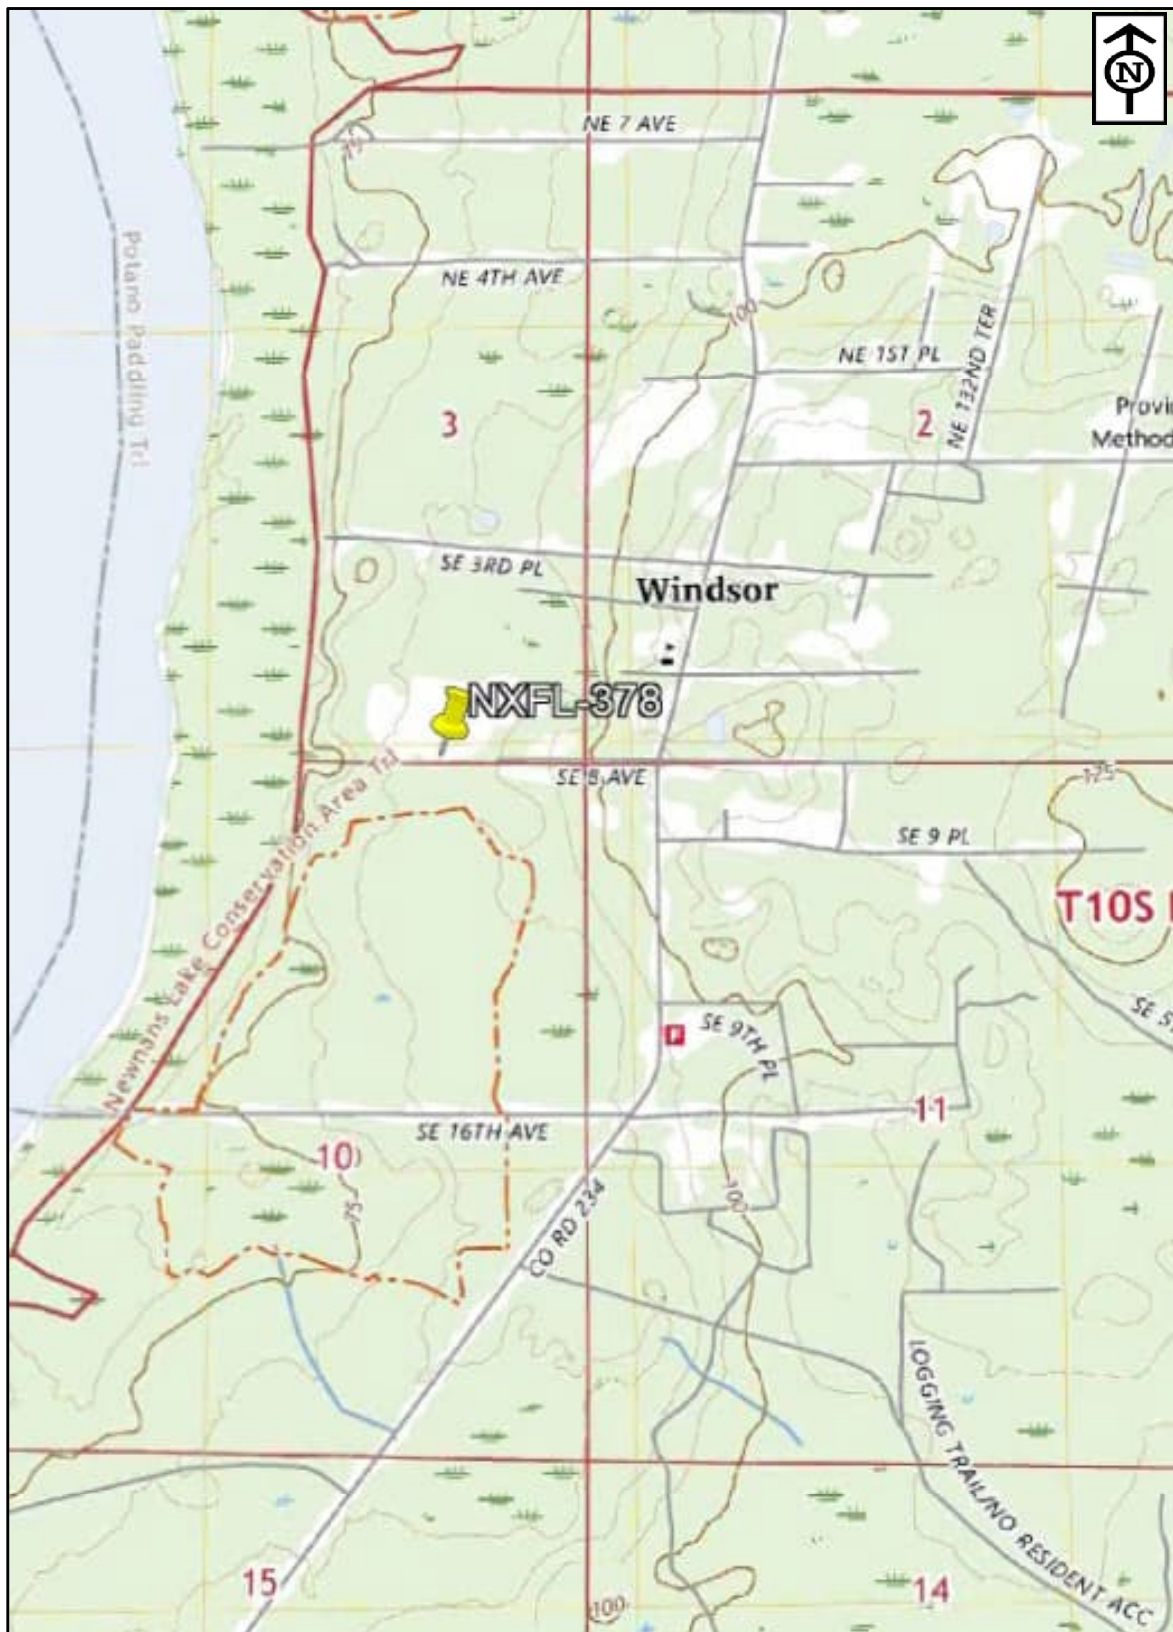 N
NE 7 AVE
75
Potano Paddling Trl
NE 4TH AVE
100
NE 1ST PL
NE 132ND TER
3
2
Method
SE 3RD PL
Windsor
NXFL-378
SE 8 AVE
125
Newnans Lake Conservation Area Trl
SE 9 PL
T10S
SE 9TH PL
F
SE
SE 16TH AVE
11
10
75
100
CO RD 234
LOGGING TRAIL/NO RESIDENT ACC
15
14
100